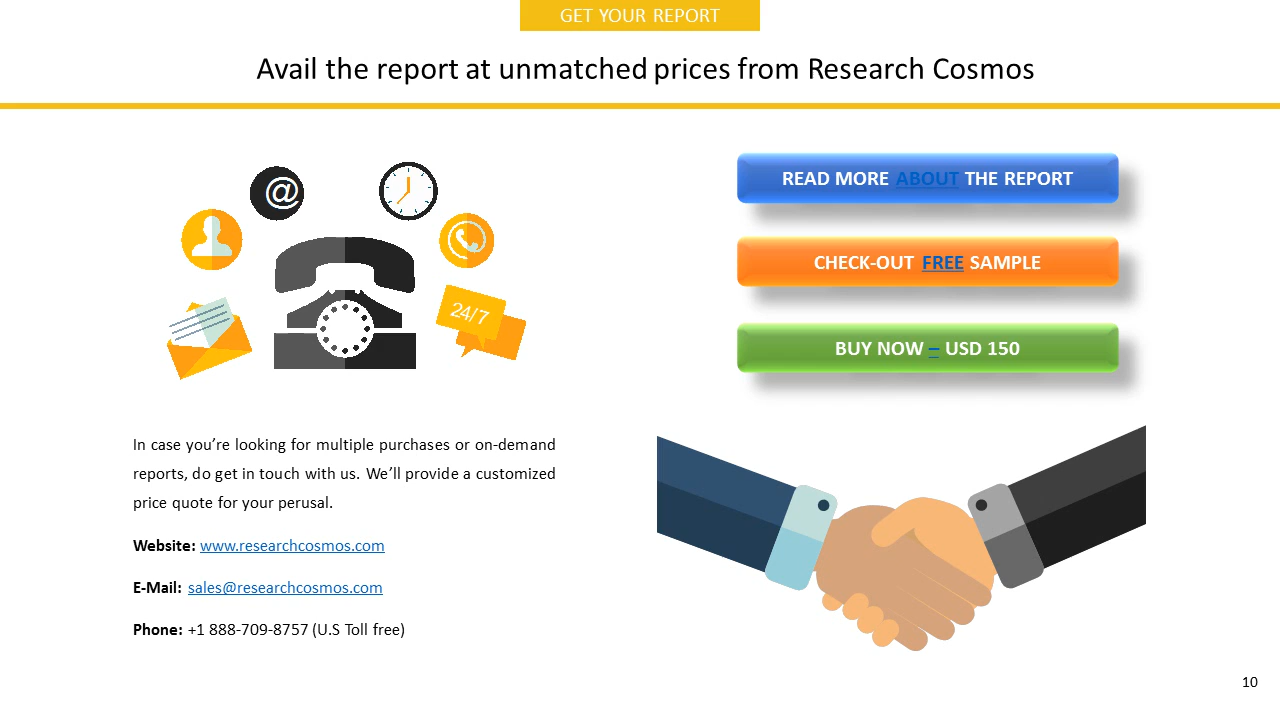 GET YOUR REPORT
Avail the report at unmatched prices from Research Cosmos
@
24/7
READ MORE ABOUT THE REPORT
CHECK-OUT FREE SAMPLE
BUY NOW – USD 150
In case you’re looking for multiple purchases or on-demand
reports, do get in touch with us. We’ll provide a customized
price quote for your perusal.
Website: www.researchcosmos.com
E-Mail: sales@researchcosmos.com
Phone: +1 888-709-8757 (U.S Toll free)
10